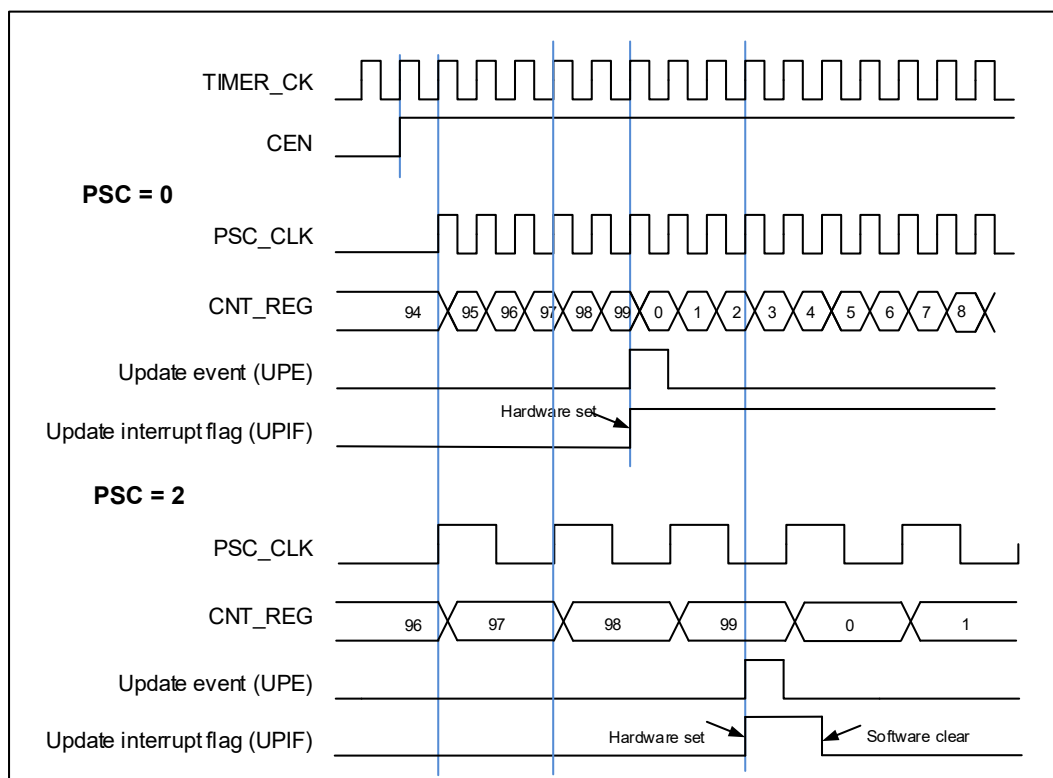 TIMER_CK
CEN
PSC = 0
PSC_CLK
CNT_REG 94 95 96 97 98 99 0 1 2 3 4 5 6 7 8
Update event (UPE)
Hardware set
Update interrupt flag (UPIF)
PSC = 2
PSC_CLK
CNT_REG 96 97 98 99 0 1
Update event (UPE)
Update interrupt flag (UPIF) Hardware set Software clear